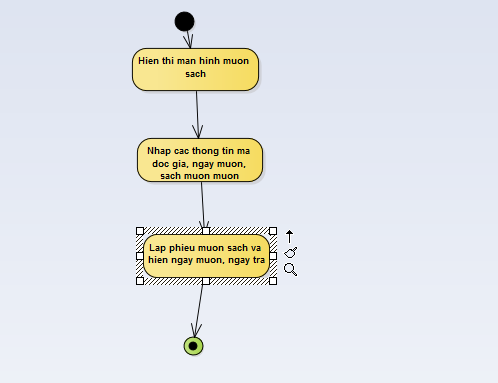 Hien thi man hinh muon
sach
Nhap cac thong tin ma
doc gia, ngay muon,
sach muon muon
Lap phieu muon sach va
hien ngay muon, ngay tra